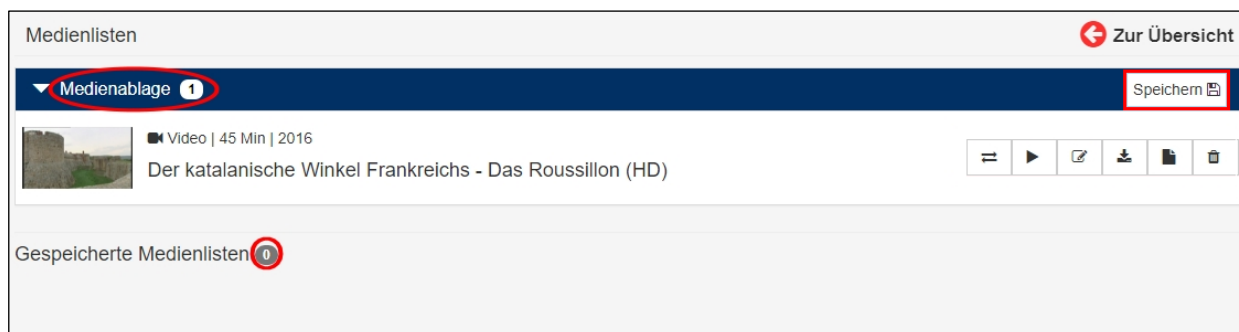 Medienlisten
Zur Übersicht
Medienablage 1
Speichern
Video | 45 Min | 2016
Der katalanische Winkel Frankreichs - Das Roussillon (HD)
Gespeicherte Medienlisten 0